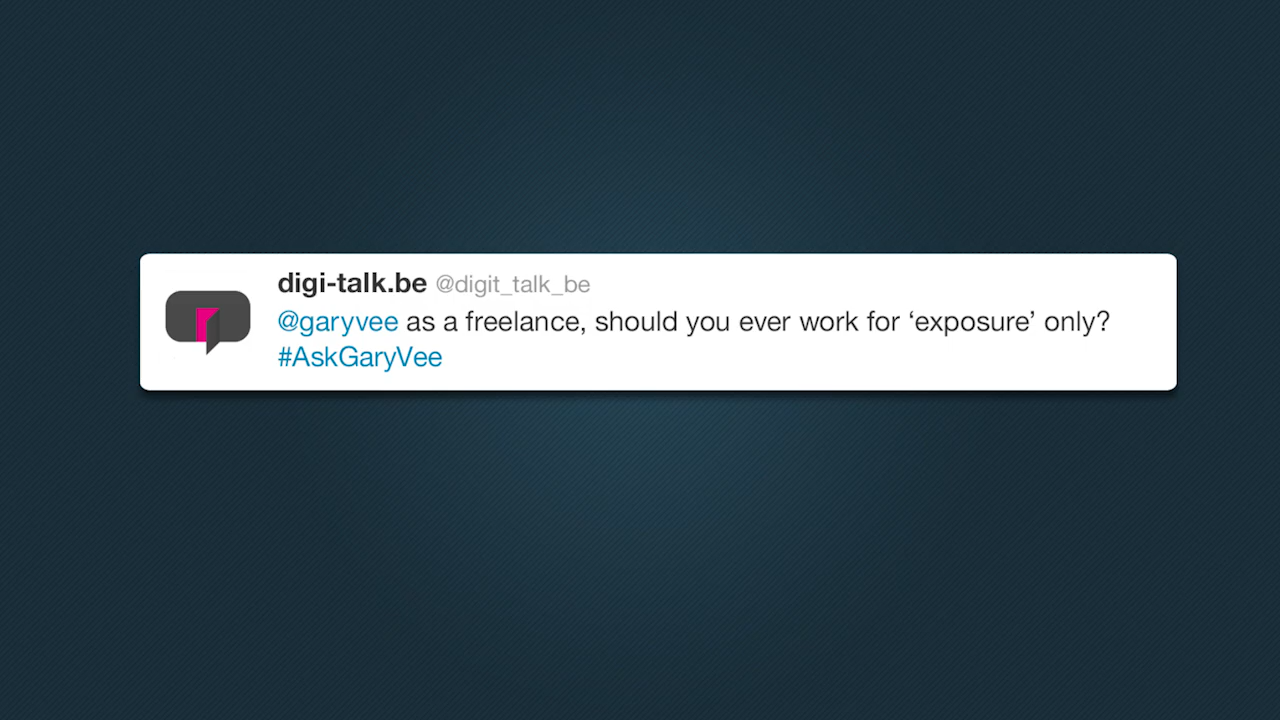 digi-talk.be @digit_talk_be
@garyvee as a freelance, should you ever work for ‘exposure’ only?
#AskGaryVee